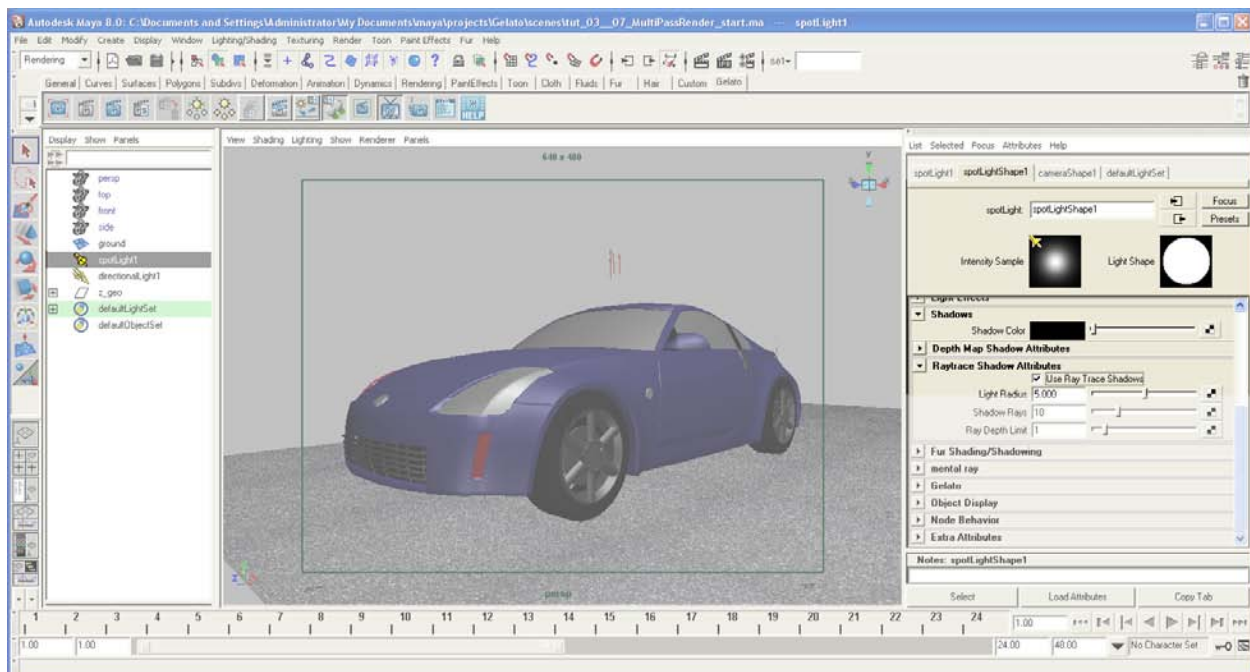 Autodesk Maya 8.0: C:\Documents and Settings\Administrator\My Documents\maya\projects\Gelato\scenes\tut_03__07_MultiPassRender_start.ma --- spotLight1
File Edit Modify Create Display Window Lighting/Shading Texturing Render Toon Paint Effects Fur Help
Rendering
sel-
General Curves Surfaces Polygons Subdivs Deformation Animation Dynamics Rendering PaintEffects Toon Cloth Fluids Fur Hair Custom Gelato
HELP
Display Show Panels
persp
top
front
side
ground
spotLight1
directionalLight1
z_geo
defaultLightSet
defaultObjectSet
View Shading Lighting Show Renderer Panels
640 x 480
persp
List Selected Focus Attributes Help
spotLight1 spotLightShape1 cameraShape1 defaultLightSet
spotLight: spotLightShape1
Focus
Presets
Intensity Sample
Light Shape
Light Effects
Shadows
Shadow Color
Depth Map Shadow Attributes
Raytrace Shadow Attributes
Use Ray Trace Shadows
Light Radius 5.000
Shadow Rays 10
Ray Depth Limit 1
Fur Shading/Shadowing
mental ray
Gelato
Object Display
Node Behavior
Extra Attributes
Notes: spotLightShape1
Select Load Attributes Copy Tab
1 2 3 4 5 6 7 8 9 10 11 12 13 14 15 16 17 18 19 20 21 22 23 24
1.00
1.00 1.00 24.00 48.00 No Character Set